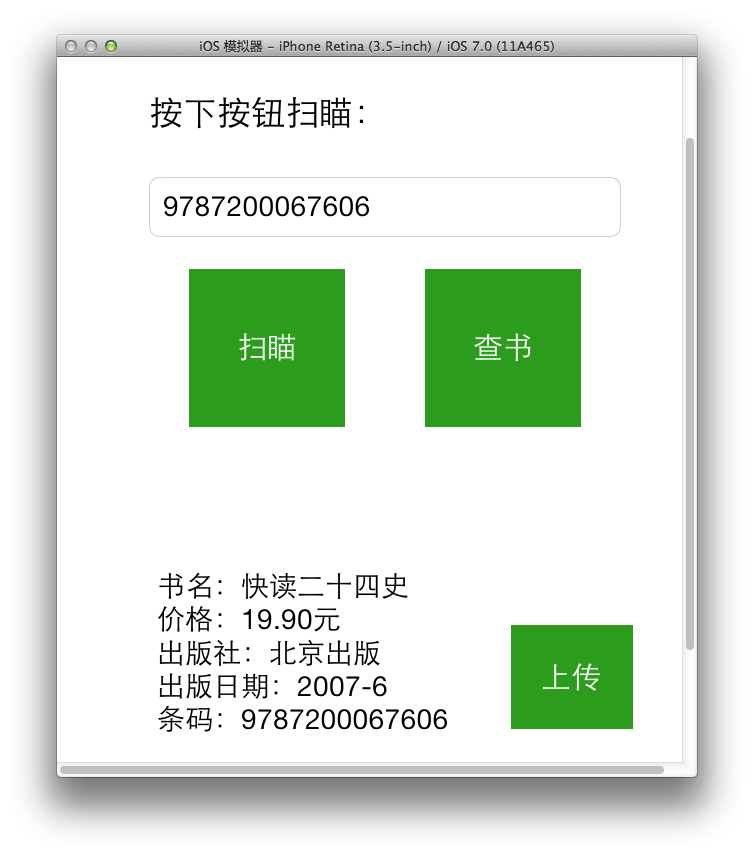 iOS 模拟器 - iPhone Retina (3.5-inch) / iOS 7.0 (11A465)
按下按钮扫瞄：
9787200067606
扫瞄
查书
书名：快读二十四史
价格：19.90元
出版社：北京出版
出版日期：2007-6
条码：9787200067606
上传